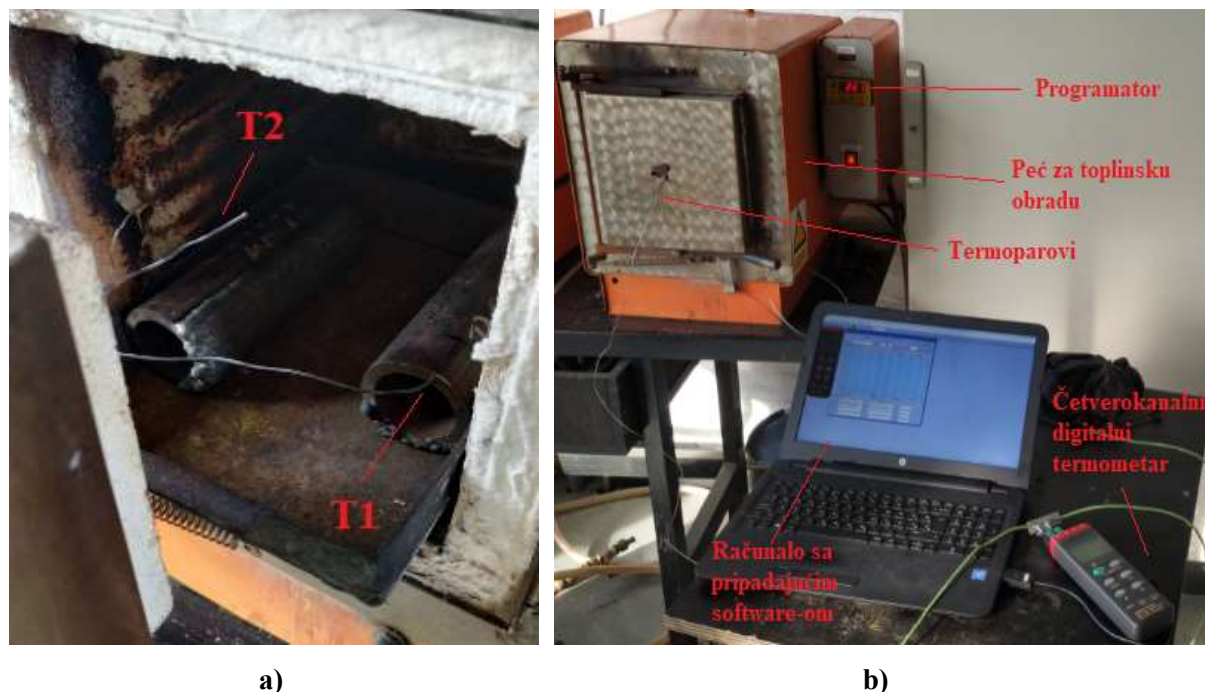 T2
T1
a)
Programator
Peć za toplinsku
obradu
Termoparovi
Četverokanalni
digitalni
termometar
Računalo sa
pripadajućim
software-om
b)